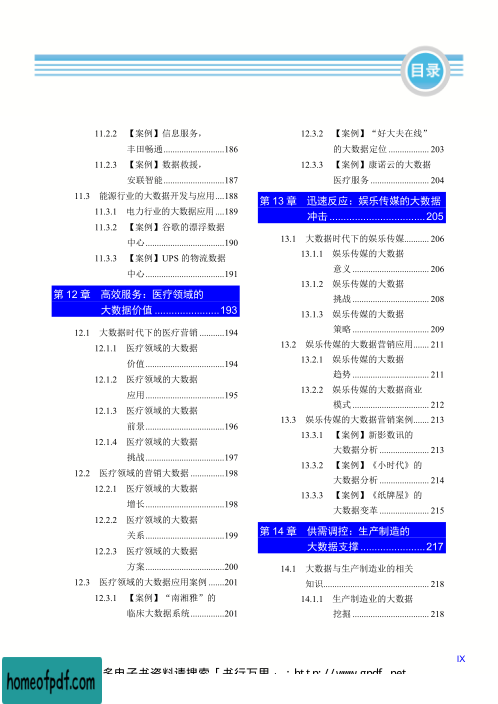 目录
11.2.2 【案例】信息服务，
丰田畅通...........................186
11.2.3 【案例】数据救援，
安联智能...........................187
11.3 能源行业的大数据开发与应用....188
11.3.1 电力行业的大数据应用....189
11.3.2 【案例】谷歌的漂浮数据
中心...................................190
11.3.3 【案例】UPS 的物流数据
中心...................................191
第 12 章 高效服务：医疗领域的
大数据价值.......................193
12.1 大数据时代下的医疗营销...........194
12.1.1 医疗领域的大数据
价值...................................194
12.1.2 医疗领域的大数据
应用...................................195
12.1.3 医疗领域的大数据
前景...................................196
12.1.4 医疗领域的大数据
挑战...................................197
12.2 医疗领域的营销大数据...............198
12.2.1 医疗领域的大数据
增长...................................198
12.2.2 医疗领域的大数据
关系...................................199
12.2.3 医疗领域的大数据
方案...................................200
12.3 医疗领域的大数据应用案例.......201
12.3.1 【案例】“南湘雅”的
临床大数据系统...............201
12.3.2 【案例】“好大夫在线”
的大数据定位..................203
12.3.3 【案例】康诺云的大数据
医疗服务..........................204
第 13 章 迅速反应：娱乐传媒的大数据
冲击..................................205
13.1 大数据时代下的娱乐传媒...........206
13.1.1 娱乐传媒的大数据
意义..................................206
13.1.2 娱乐传媒的大数据
挑战..................................208
13.1.3 娱乐传媒的大数据
策略..................................209
13.2 娱乐传媒的大数据营销应用.......211
13.2.1 娱乐传媒的大数据
趋势..................................211
13.2.2 娱乐传媒的大数据商业
模式..................................212
13.3 娱乐传媒的大数据营销案例.......213
13.3.1 【案例】新影数讯的
大数据分析......................213
13.3.2 【案例】《小时代》的
大数据分析......................214
13.3.3 【案例】《纸牌屋》的
大数据变革......................215
第 14 章 供需调控：生产制造的
大数据支撑.......................217
14.1 大数据与生产制造业的相关
知识...............................................218
14.1.1 生产制造业的大数据
挖掘..................................218
IX
多电子书资料请搜索「书行万里」：http://www.gpdf.net
homeofpdf.com